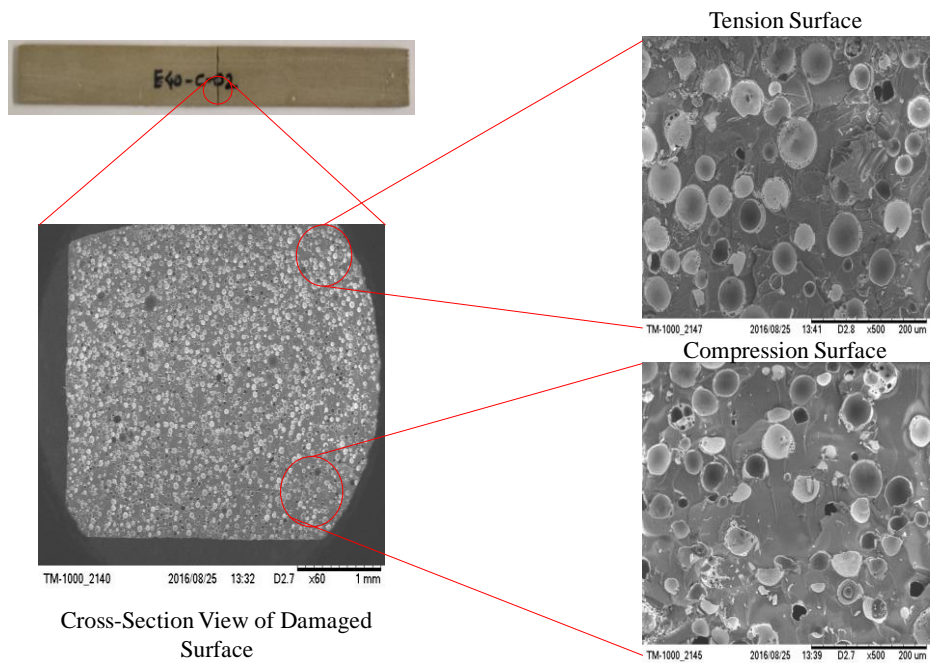 Tension Surface
E40-C-02
TM-1000_2147 2016/08/25 13:41 D2.8 x500 200 um
Compression Surface
TM-1000_2140 2016/08/25 13:32 D2.7 x60 1 mm
Cross-Section View of Damaged
Surface
TM-1000_2145 2016/08/25 13:39 D2.7 x500 200 um